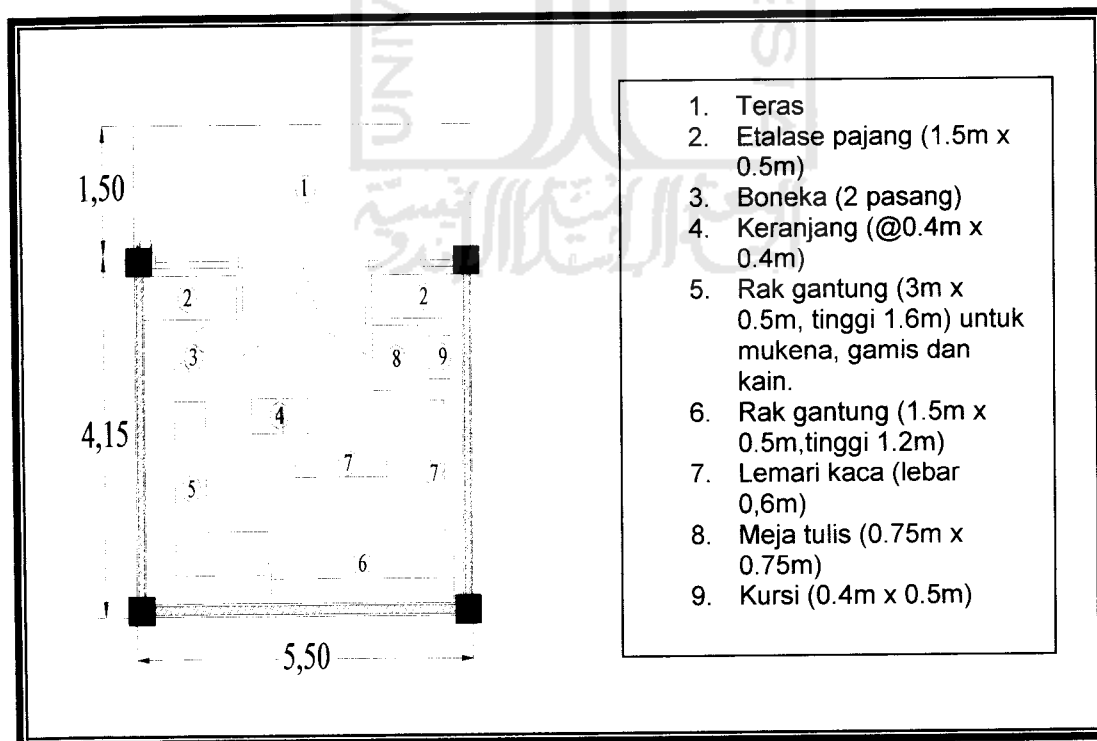 1,50
4,15
5,50
1
2
2
3
8
9
4
7
7
5
6
1. Teras
2. Etalase pajang (1.5m x
0.5m)
3. Boneka (2 pasang)
4. Keranjang (@0.4m x
0.4m)
5. Rak gantung (3m x
0.5m, tinggi 1.6m) untuk
mukena, gamis dan
kain.
6. Rak gantung (1.5m x
0.5m,tinggi 1.2m)
7. Lemari kaca (lebar
0,6m)
8. Meja tulis (0.75m x
0.75m)
9. Kursi (0.4m x 0.5m)
UNIV